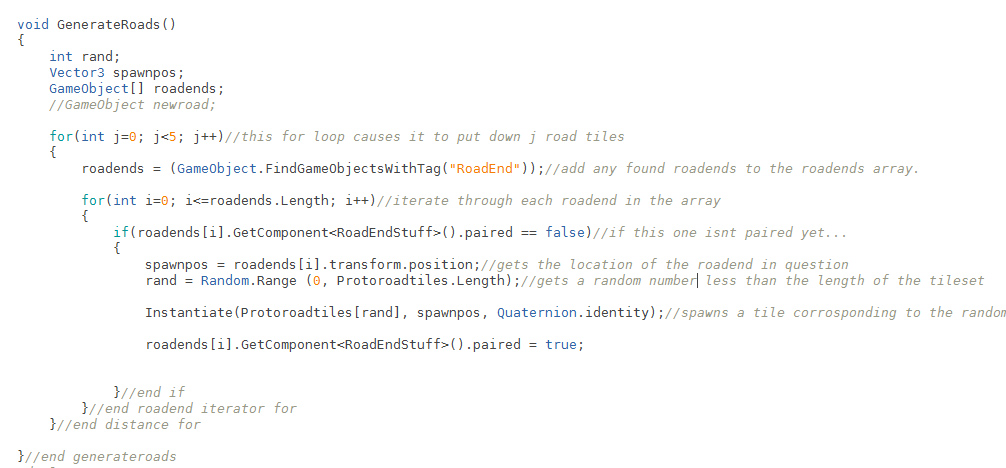 void GenerateRoads()
{
    int rand;
    Vector3 spawnpos;
    GameObject[] roadends;
    //GameObject newroad;
    for(int j=0; j<5; j++)//this for loop causes it to put down j road tiles
    {
        roadends = (GameObject.FindGameObjectsWithTag("RoadEnd"));//add any found roadends to the roadends array.
        for(int i=0; i<=roadends.Length; i++)//iterate through each roadend in the array
        {
            if(roadends[i].GetComponent<RoadEndStuff>().paired == false)//if this one isnt paired yet...
            {
                spawnpos = roadends[i].transform.position;//gets the location of the roadend in question
                rand = Random.Range (0, Protoroadtiles.Length);//gets a random number less than the length of the tileset
                Instantiate(Protoroadtiles[rand], spawnpos, Quaternion.identity);//spawns a tile corrosponding to the random
                roadends[i].GetComponent<RoadEndStuff>().paired = true;
            }//end if
        }//end roadend iterator for
    }//end distance for
}//end generateroads